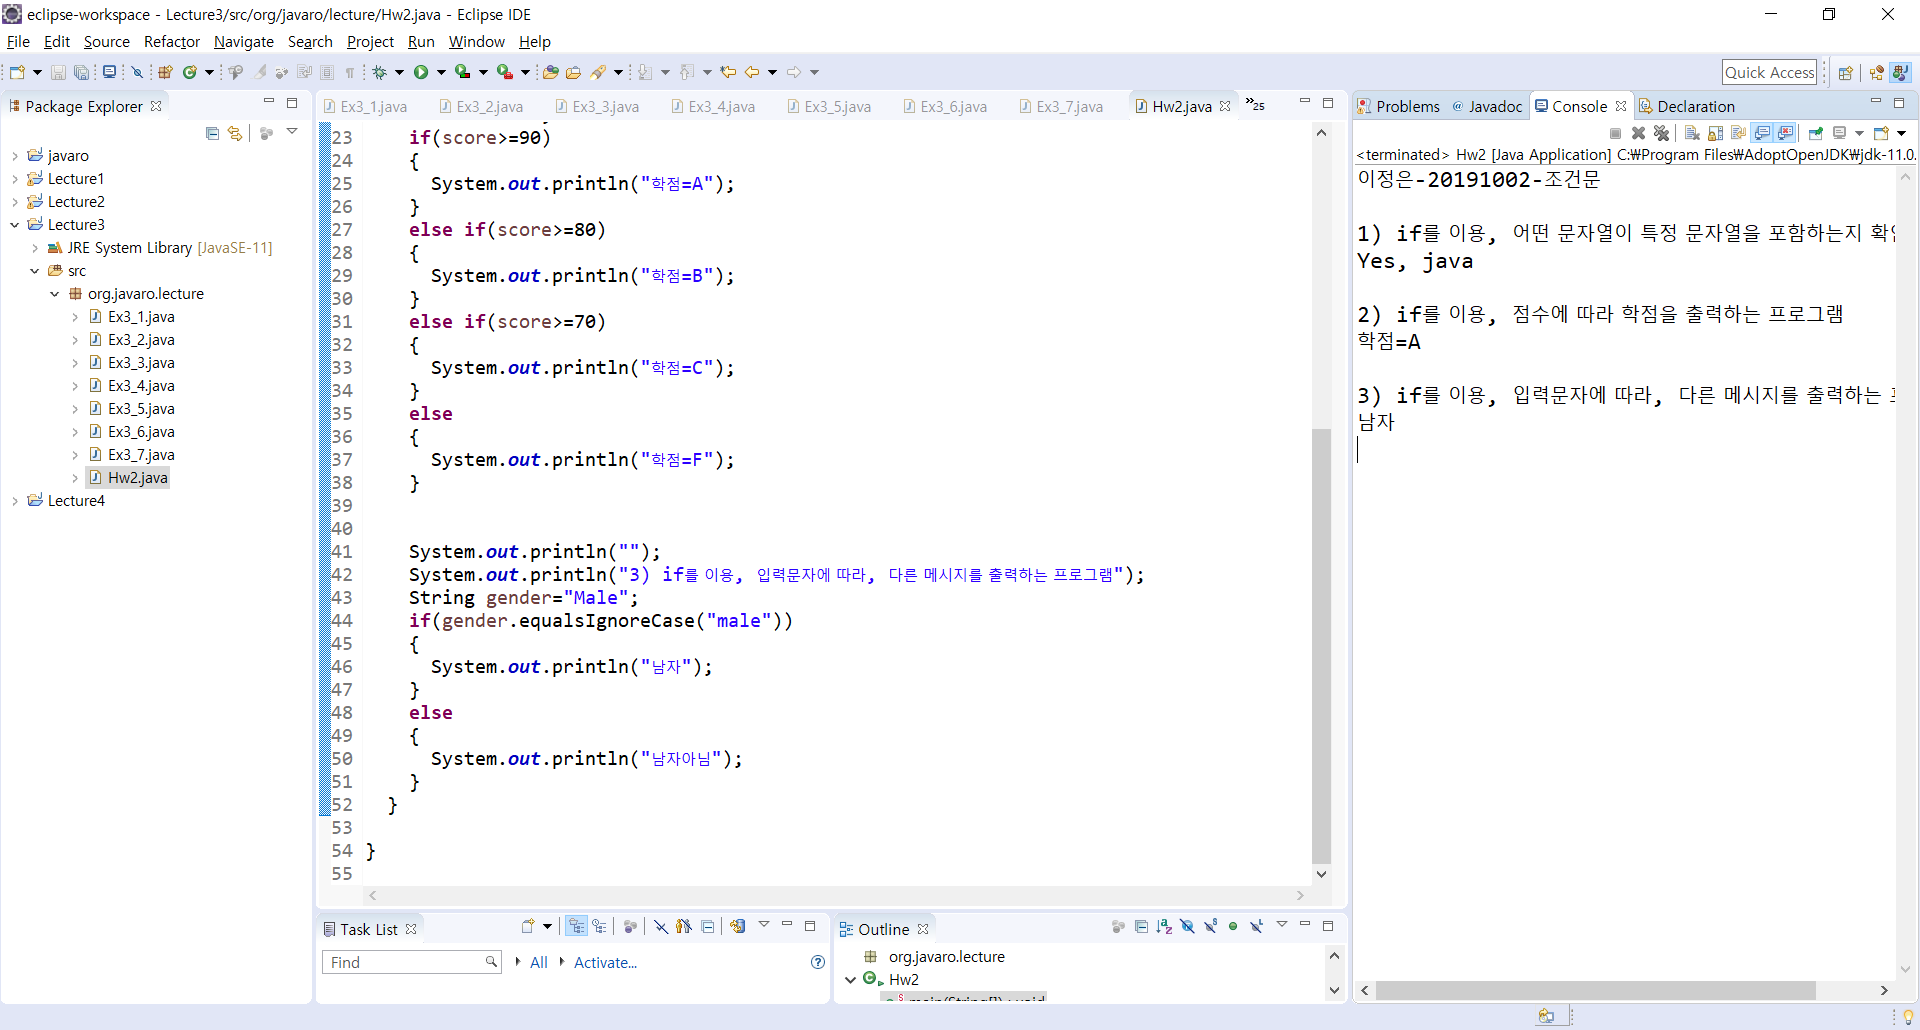 eclipse-workspace - Lecture3/src/org/javaro/lecture/Hw2.java - Eclipse IDE
File Edit Source Refactor Navigate Search Project Run Window Help
Quick Access
Package Explorer
javaro
Lecture1
Lecture2
Lecture3
JRE System Library [JavaSE-11]
src
org.javaro.lecture
Ex3_1.java
Ex3_2.java
Ex3_3.java
Ex3_4.java
Ex3_5.java
Ex3_6.java
Ex3_7.java
Hw2.java
Lecture4
Ex3_1.java Ex3_2.java Ex3_3.java Ex3_4.java Ex3_5.java Ex3_6.java Ex3_7.java Hw2.java »25
23 if(score>=90)
24 {
25 System.out.println("학점=A");
26 }
27 else if(score>=80)
28 {
29 System.out.println("학점=B");
30 }
31 else if(score>=70)
32 {
33 System.out.println("학점=C");
34 }
35 else
36 {
37 System.out.println("학점=F");
38 }
39
40
41 System.out.println("");
42 System.out.println("3) if를 이용, 입력문자에 따라, 다른 메시지를 출력하는 프로그램");
43 String gender="Male";
44 if(gender.equalsIgnoreCase("male"))
45 {
46 System.out.println("남자");
47 }
48 else
49 {
50 System.out.println("남자아님");
51 }
52 }
53
54 }
55
Task List
Find
All Activate...
Outline
org.javaro.lecture
Hw2
main(String[]) : void
Problems Javadoc Console Declaration
<terminated> Hw2 [Java Application] C:₩Program Files₩AdoptOpenJDK₩jdk-11.0.
이정은-20191002-조건문
1) if를 이용, 어떤 문자열이 특정 문자열을 포함하는지
Yes, java
2) if를 이용, 점수에 따라 학점을 출력하는 프로그램
학점=A
3) if를 이용, 입력문자에 따라, 다른 메시지를 출력하는
남자